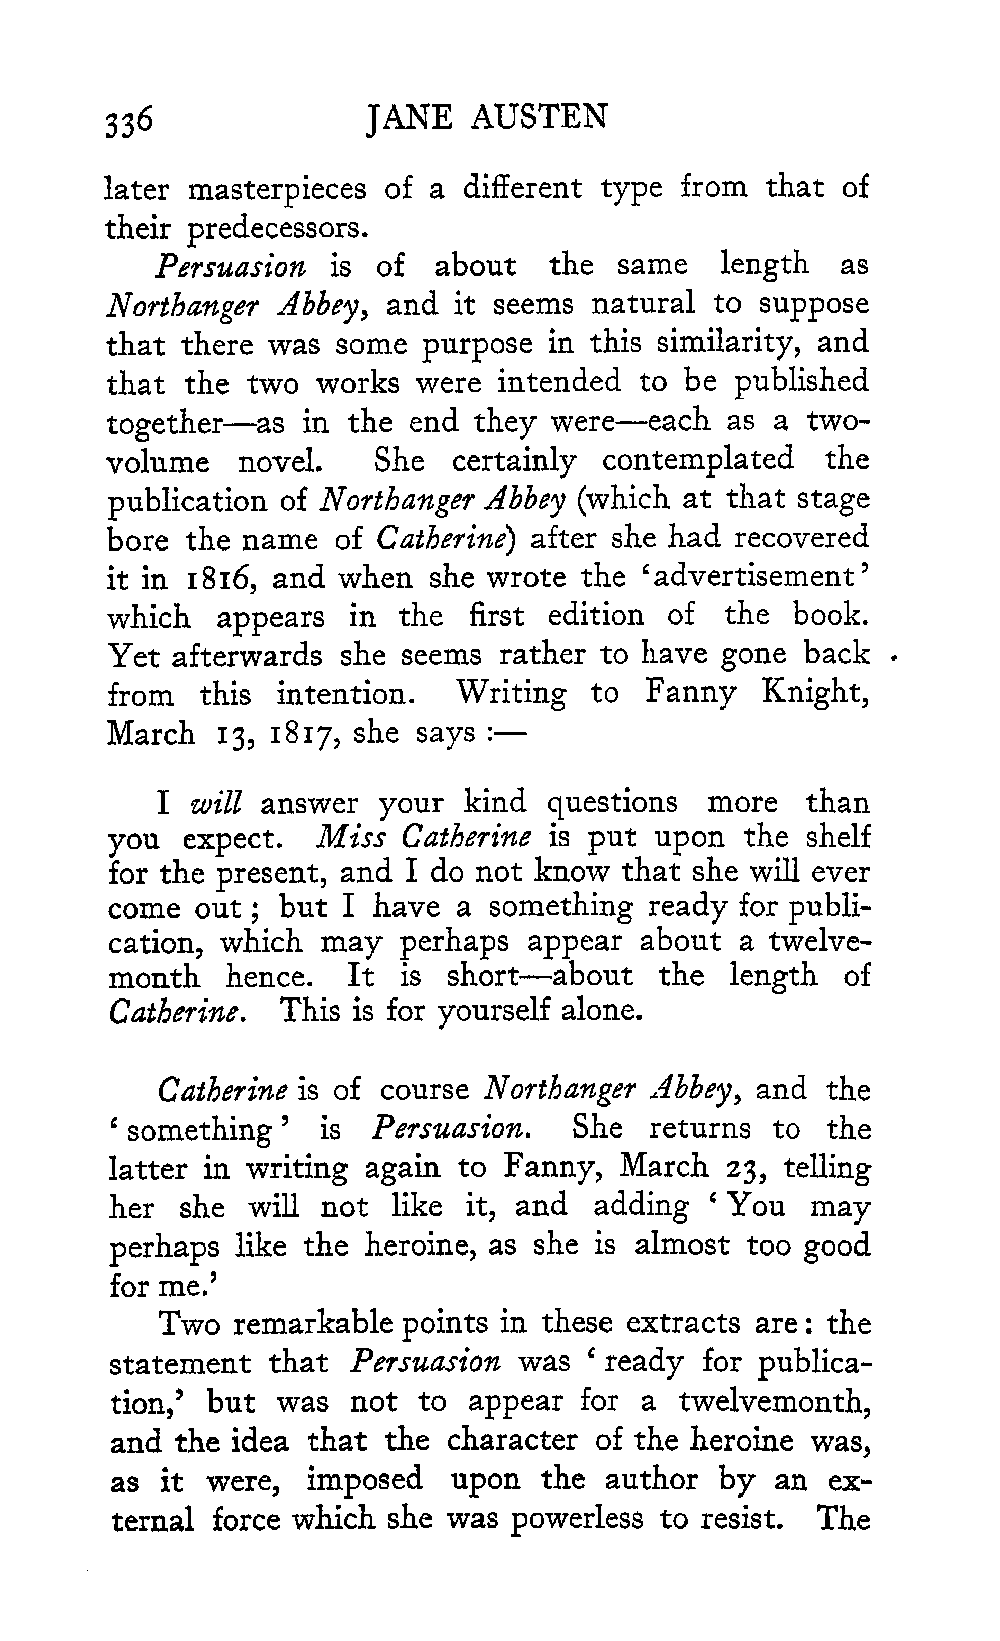 336 JANE AUSTEN
later masterpieces of a different type from that of
their predecessors.
Persuasion is of about the same length as
Northanger Abbey, and it seems natural to suppose
that there was some purpose in this similarity, and
that the two works were intended to be published
together—as in the end they were—each as a two-
volume novel. She certainly contemplated the
publication of Northanger Abbey (which at that stage
bore the name of Catherine) after she had recovered
it in 1816, and when she wrote the ‘advertisement’
which appears in the first edition of the book.
Yet afterwards she seems rather to have gone back
from this intention. Writing to Fanny Knight,
March 13, 1817, she says :—
I will answer your kind questions more than
you expect. Miss Catherine is put upon the shelf
for the present, and I do not know that she will ever
come out ; but I have a something ready for publi-
cation, which may perhaps appear about a twelve-
month hence. It is short—about the length of
Catherine. This is for yourself alone.
Catherine is of course Northanger Abbey, and the
‘ something ’ is Persuasion. She returns to the
latter in writing again to Fanny, March 23, telling
her she will not like it, and adding ‘ You may
perhaps like the heroine, as she is almost too good
for me.’
Two remarkable points in these extracts are : the
statement that Persuasion was ‘ ready for publica-
tion,’ but was not to appear for a twelvemonth,
and the idea that the character of the heroine was,
as it were, imposed upon the author by an ex-
ternal force which she was powerless to resist. The